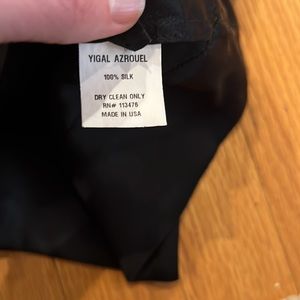 YIGAL AZROUEL
100% SILK
DRY CLEAN ONLY
RN# 113476
MADE IN USA